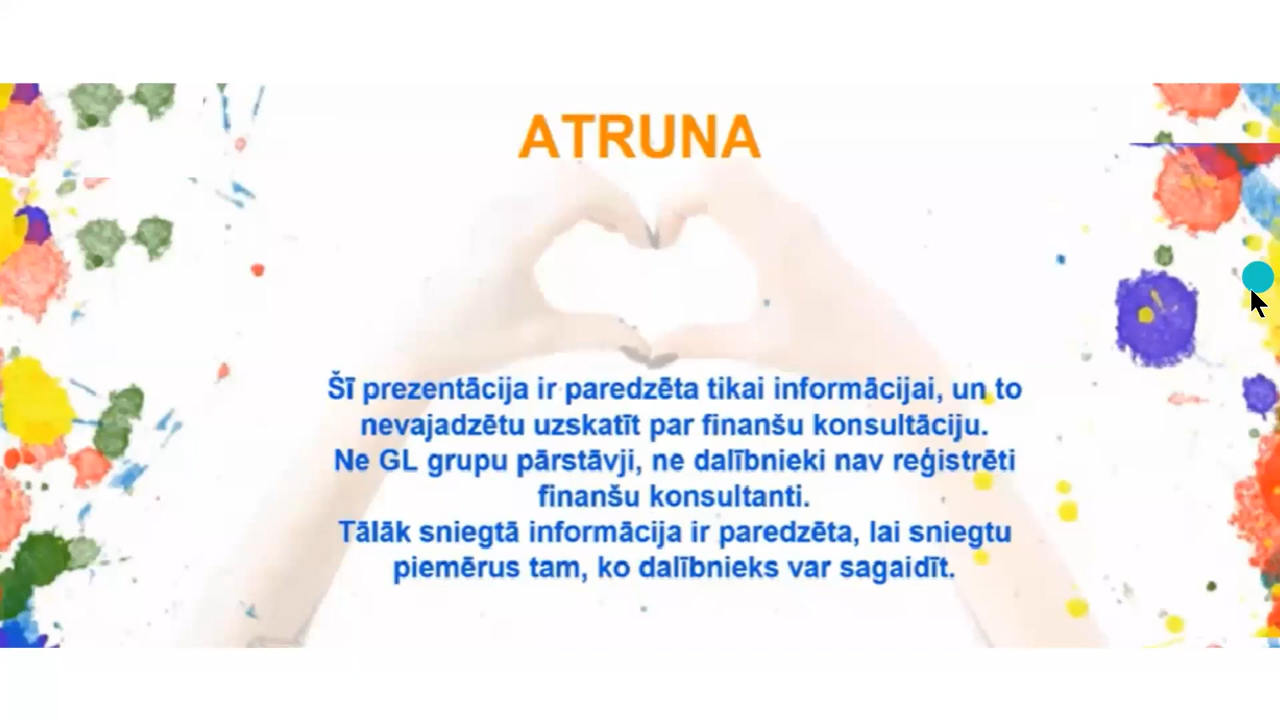 ATRUNA
Šī prezentācija ir paredzēta tikai informācijai, un to
nevajadzētu uzskatīt par finanšu konsultāciju.
Ne GL grupu pārstāvji, ne dalībnieki nav reģistrēti
finanšu konsultanti.
Tālāk sniegtā informācija ir paredzēta, lai sniegtu
piemērus tam, ko dalībnieks var sagaidīt.